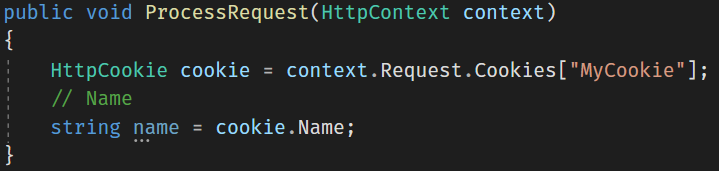 public void ProcessRequest(HttpContext context)
{
    HttpCookie cookie = context.Request.Cookies["MyCookie"];
    // Name
    string name = cookie.Name;
}